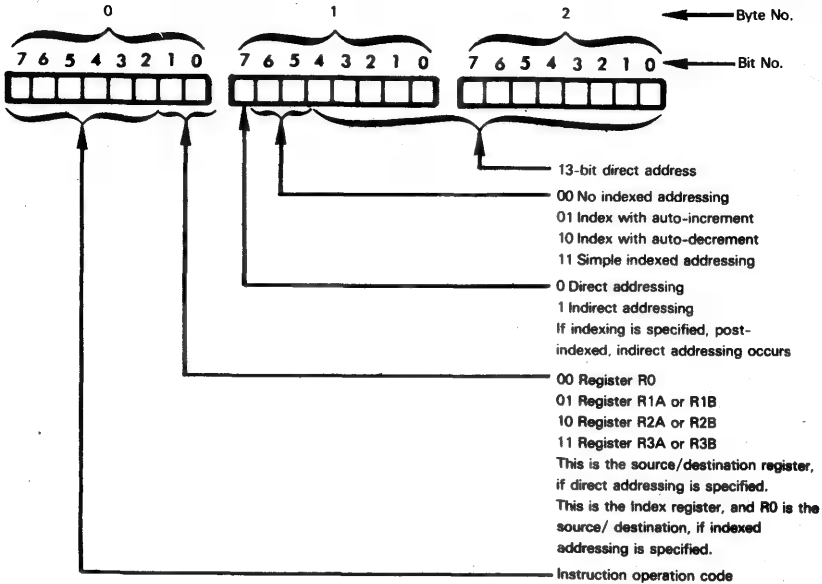 0 1 2 Byte No.
7 6 5 4 3 2 1 0 7 6 5 4 3 2 1 0 7 6 5 4 3 2 1 0 Bit No.
13-bit direct address
00 No indexed addressing
01 Index with auto-increment
10 Index with auto-decrement
11 Simple indexed addressing
0 Direct addressing
1 Indirect addressing
If indexing is specified, post-
indexed, indirect addressing occurs
00 Register R0
01 Register R1A or R1B
10 Register R2A or R2B
11 Register R3A or R3B
This is the source/destination register,
if direct addressing is specified.
This is the Index register, and R0 is the
source/ destination, if indexed
addressing is specified.
Instruction operation code